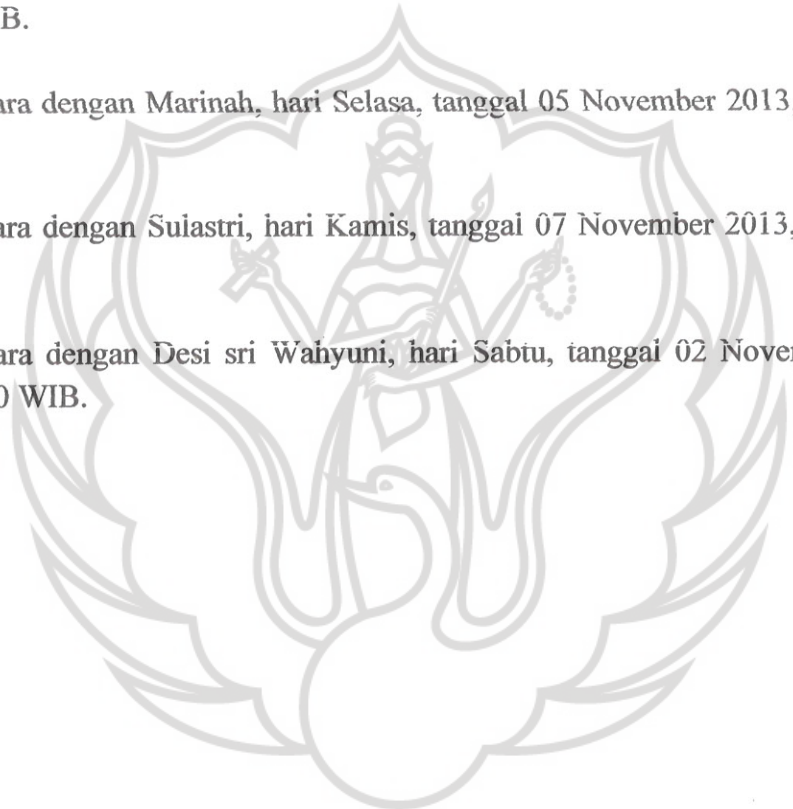 B.
ara dengan Marinah, hari Selasa, tanggal 05 November 2013,
ara dengan Sulastri, hari Kamis, tanggal 07 November 2013,
ara dengan Desi sri Wahyuni, hari Sabtu, tanggal 02 Novem
0 WIB.